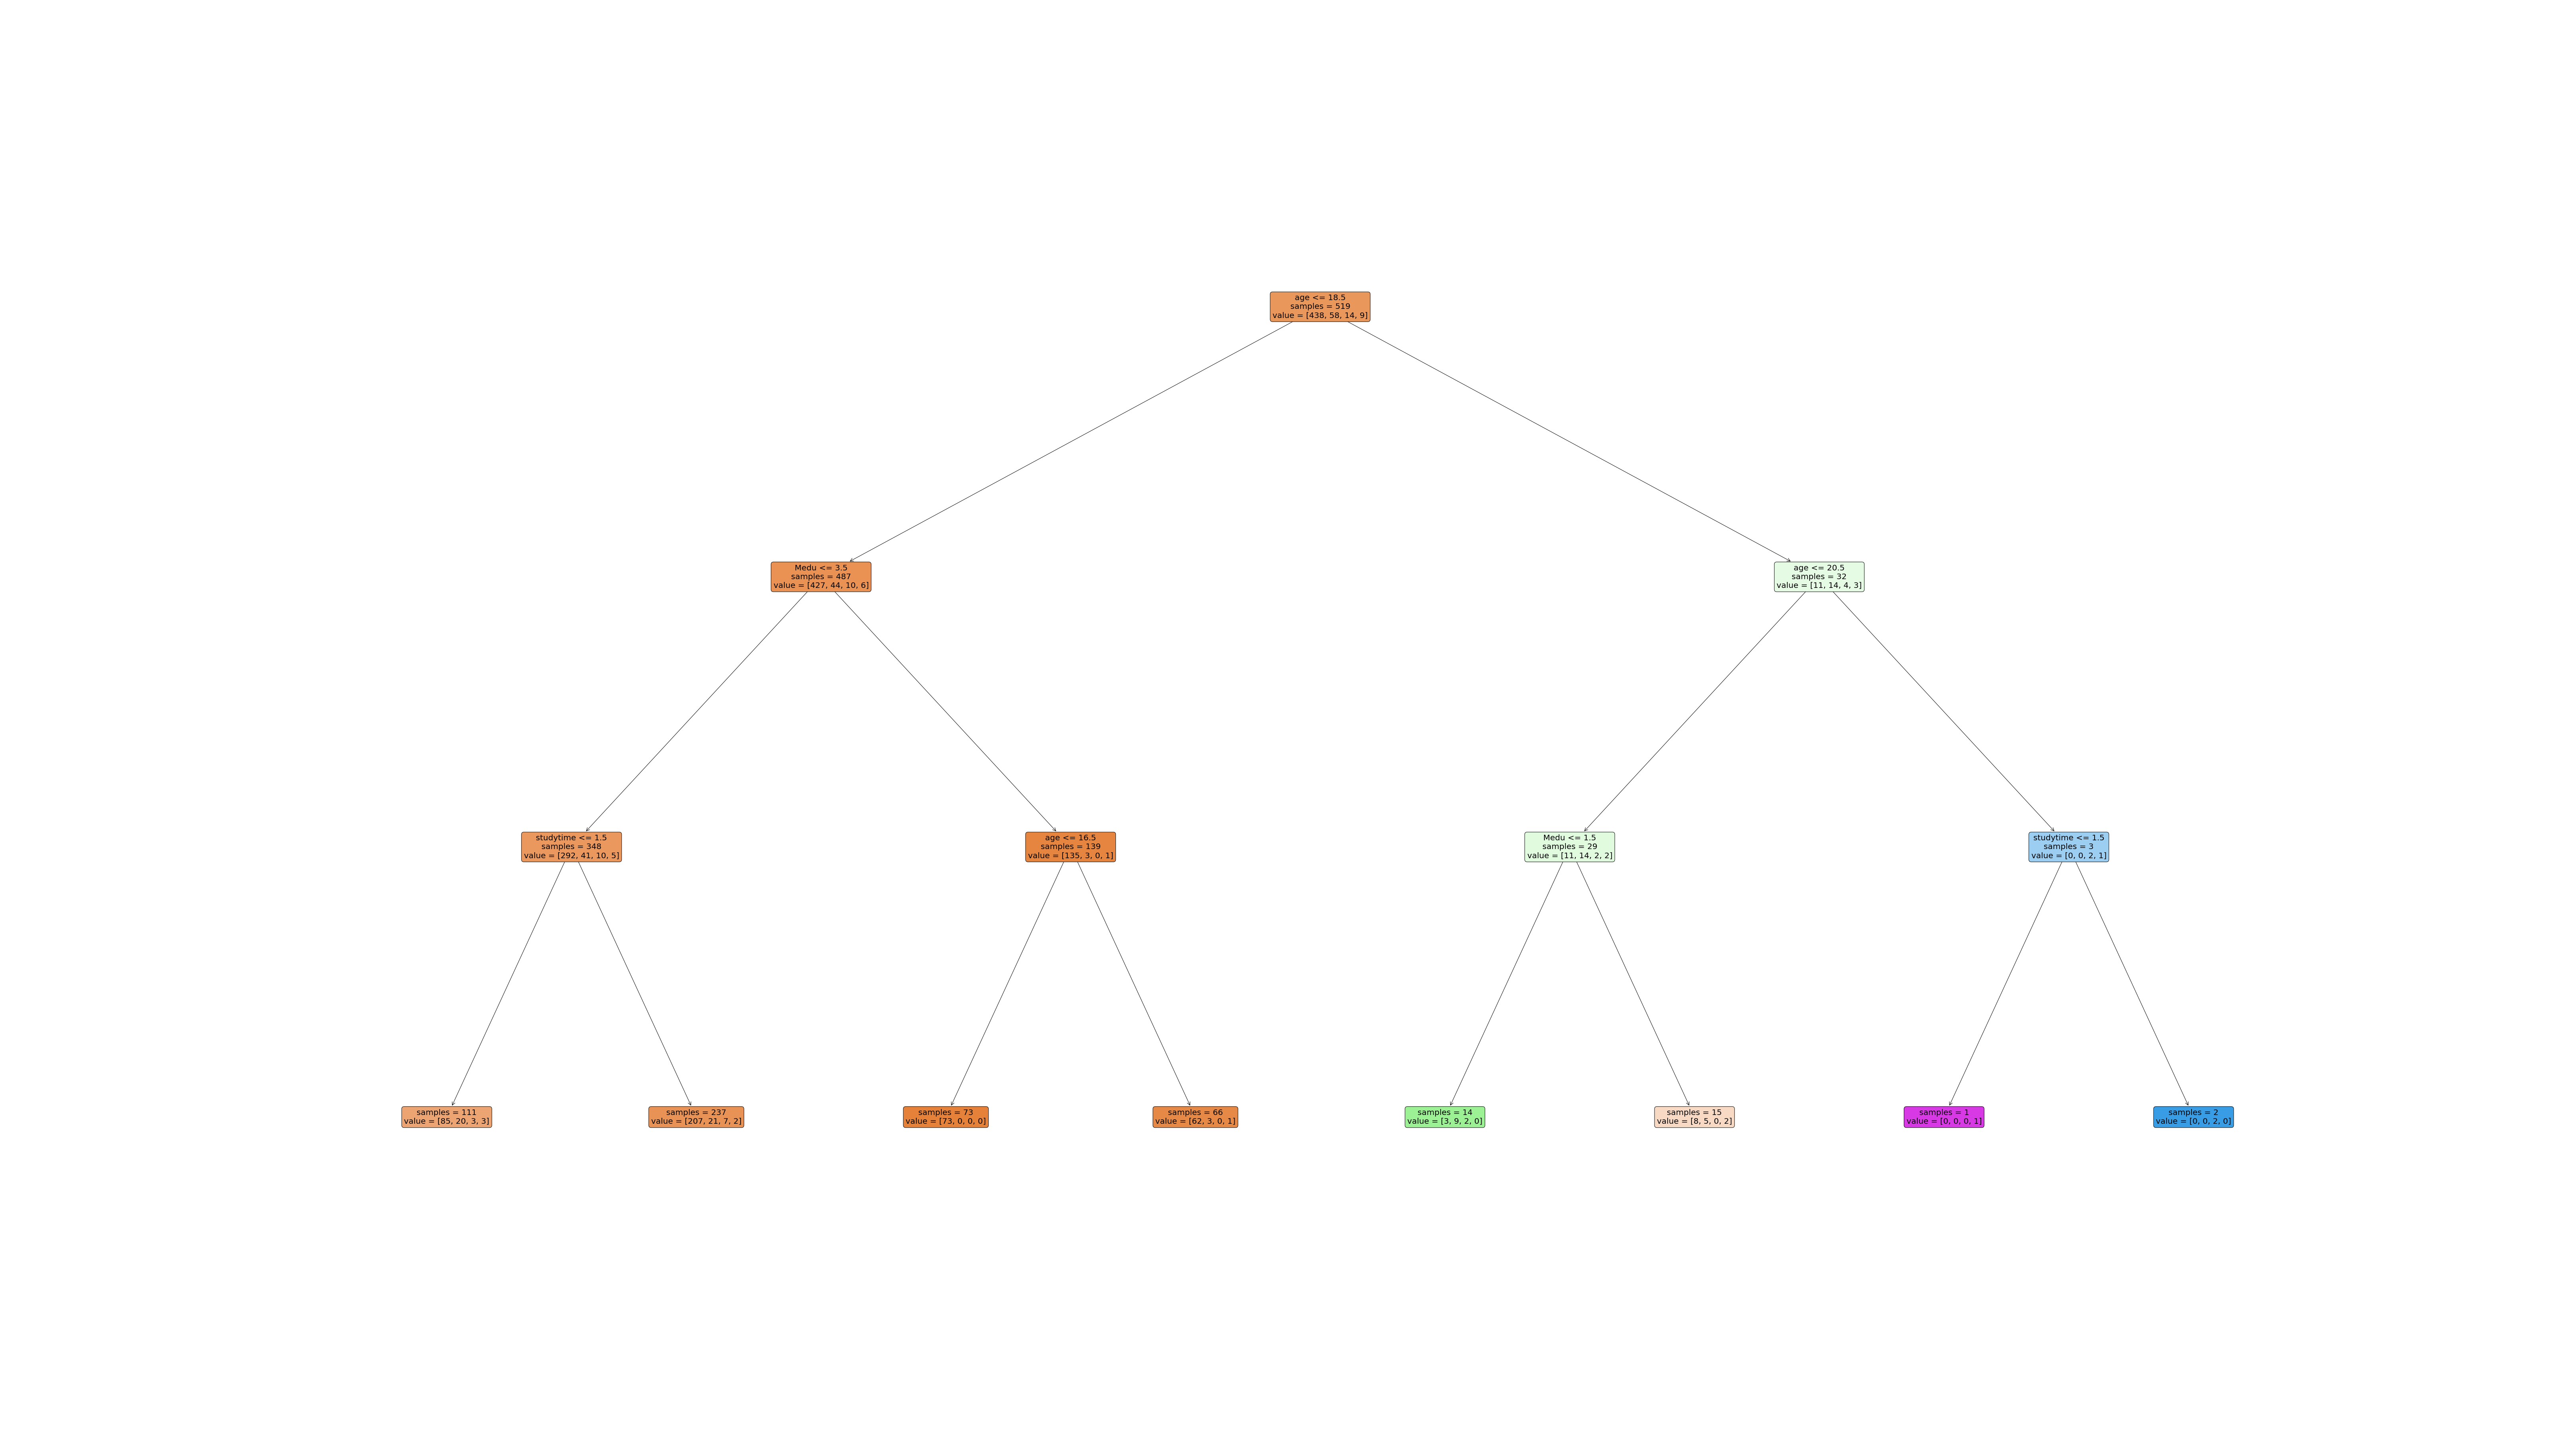 age <= 18.5
samples = 519
value = [438, 58, 14, 9]
Medu <= 3.5
samples = 487
value = [427, 44, 10, 6]
age <= 20.5
samples = 32
value = [11, 14, 4, 3]
studytime <= 1.5
samples = 348
value = [292, 41, 10, 5]
age <= 16.5
samples = 139
value = [135, 3, 0, 1]
Medu <= 1.5
samples = 29
value = [11, 14, 2, 2]
studytime <= 1.5
samples = 3
value = [0, 0, 2, 1]
samples = 111
value = [85, 20, 3, 3]
samples = 237
value = [207, 21, 7, 2]
samples = 73
value = [73, 0, 0, 0]
samples = 66
value = [62, 3, 0, 1]
samples = 14
value = [3, 9, 2, 0]
samples = 15
value = [8, 5, 0, 2]
samples = 1
value = [0, 0, 0, 1]
samples = 2
value = [0, 0, 2, 0]